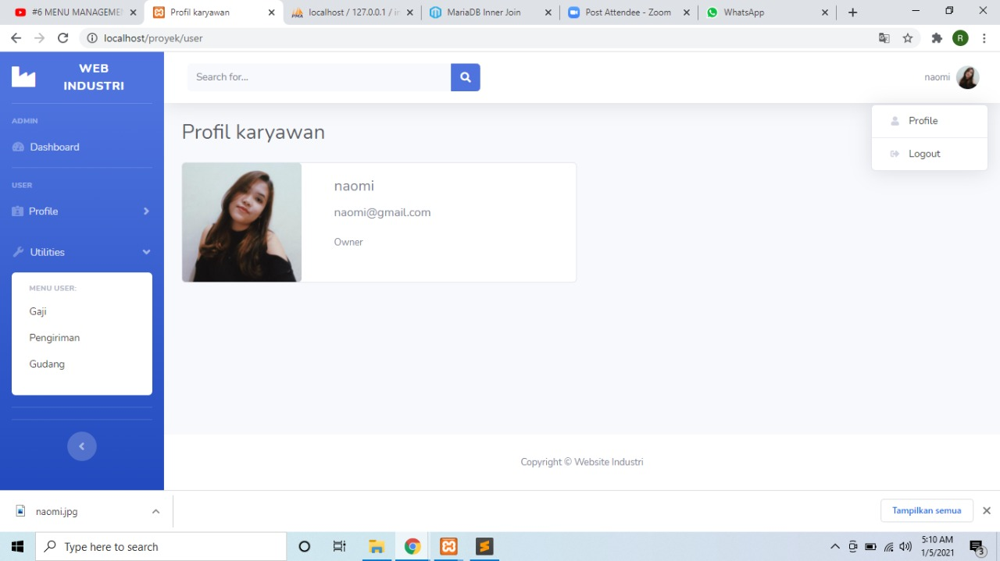 #6 MENU MANAGEMEN
Profil karyawan
localhost / 127.0.0.1 / in
MariaDB Inner Join
Post Attendee - Zoom
WhatsApp
localhost/proyek/user
R
WEB
INDUSTRI
Search for...
naomi
ADMIN
Dashboard
USER
Profile
Utilities
MENU USER:
Gaji
Pengiriman
Gudang
Profil karyawan
naomi
naomi@gmail.com
Owner
Profile
Logout
Copyright © Website Industri
naomi.jpg
Tampilkan semua
Type here to search
5:10 AM
1/5/2021
3